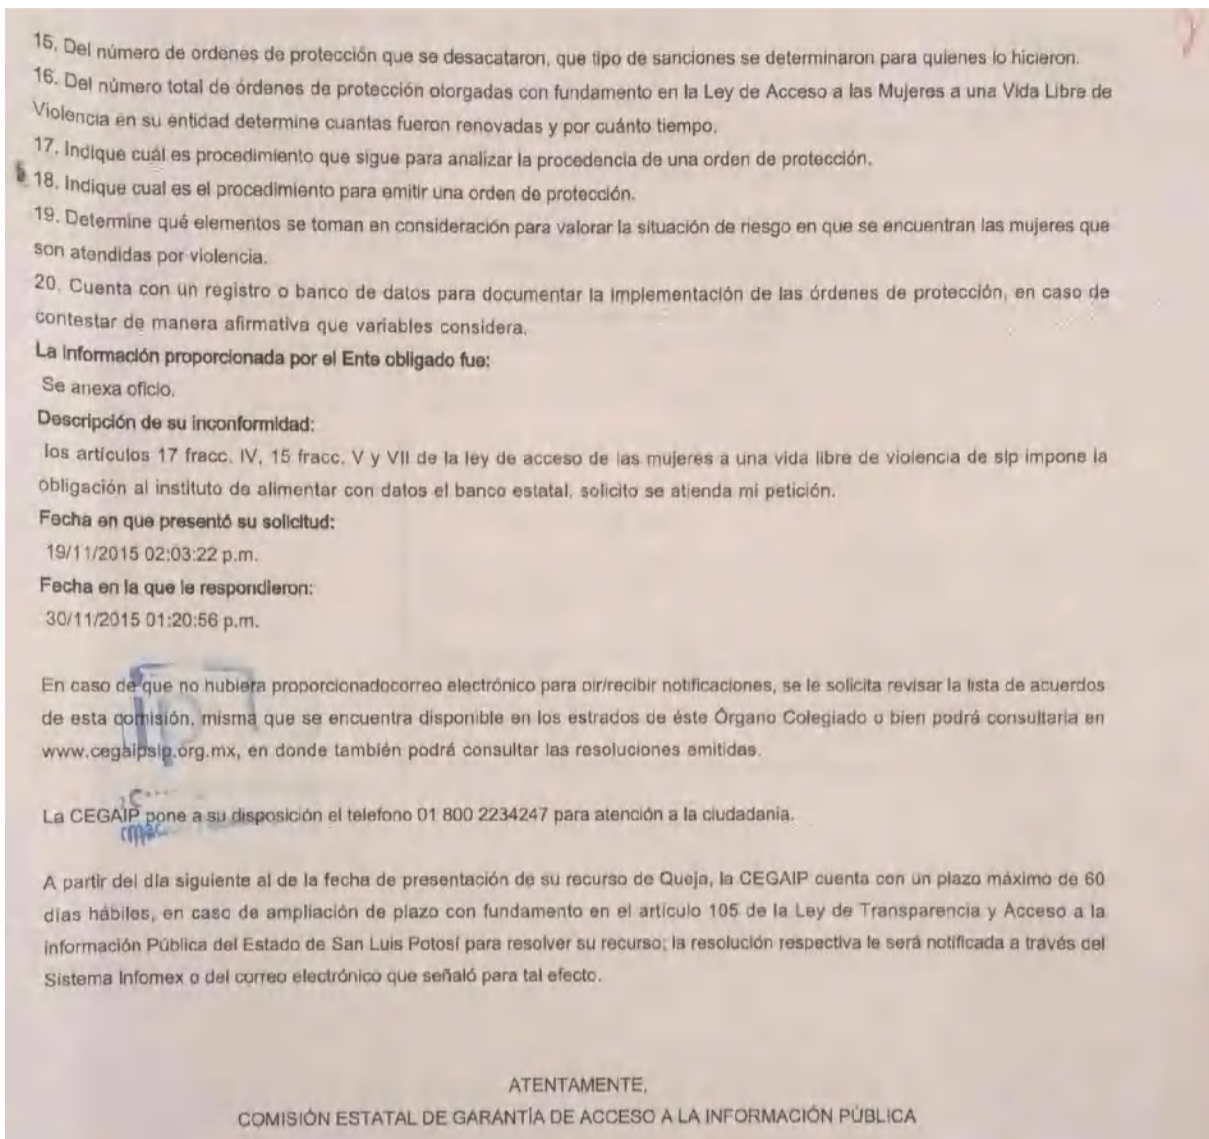 15. Del número de ordenes de protección que se desacataron, que tipo de sanciones se determinaron para quienes lo hicieron.
16. Del número total de órdenes de protección otorgadas con fundamento en la Ley de Acceso a las Mujeres a una Vida Libre de
Violencia en su entidad determine cuantas fueron renovadas y por cuánto tiempo.
17. Indique cuál es procedimiento que sigue para analizar la procedencia de una orden de protección.
18. Indique cual es el procedimiento para emitir una orden de protección.
19. Determine qué elementos se toman en consideración para valorar la situación de riesgo en que se encuentran las mujeres que
son atendidas por violencia.
20. Cuenta con un registro o banco de datos para documentar la implementación de las órdenes de protección, en caso de
contestar de manera afirmativa que variables considera.
La información proporcionada por el Ente obligado fue:
Se anexa oficio.
Descripción de su inconformidad:
los artículos 17 fracc. IV, 15 fracc. V y VII de la ley de acceso de las mujeres a una vida libre de violencia de slp impone la
obligación al instituto de alimentar con datos el banco estatal, solicito se atienda mi petición.
Fecha en que presentó su solicitud:
19/11/2015 02:03:22 p.m.
Fecha en la que le respondieron:
30/11/2015 01:20:56 p.m.
En caso de que no hubiera proporcionadocorreo electrónico para oir/recibir notificaciones, se le solicita revisar la lista de acuerdos
de esta comisión, misma que se encuentra disponible en los estrados de éste Órgano Colegiado o bien podrá consultarla en
www.cegaipslp.org.mx, en donde también podrá consultar las resoluciones emitidas.
La CEGAIP pone a su disposición el telefono 01 800 2234247 para atención a la ciudadanía.
A partir del día siguiente al de la fecha de presentación de su recurso de Queja, la CEGAIP cuenta con un plazo máximo de 60
días hábiles, en caso de ampliación de plazo con fundamento en el artículo 105 de la Ley de Transparencia y Acceso a la
Información Pública del Estado de San Luis Potosí para resolver su recurso; la resolución respectiva le será notificada a través del
Sistema Infomex o del correo electrónico que señaló para tal efecto.
ATENTAMENTE,
COMISIÓN ESTATAL DE GARANTÍA DE ACCESO A LA INFORMACIÓN PÚBLICA